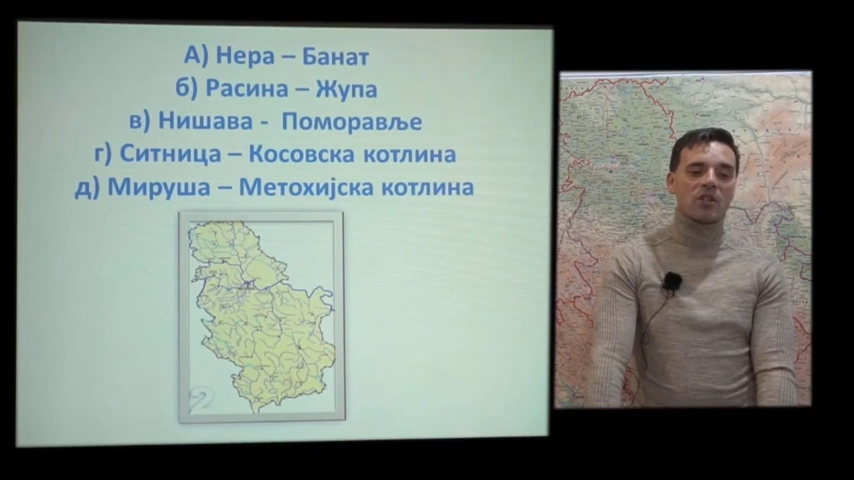 А) Нера – Банат
б) Расина – Жупа
в) Нишава - Поморавље
г) Ситница – Косовска котлина
д) Мируша – Метохијска котлина